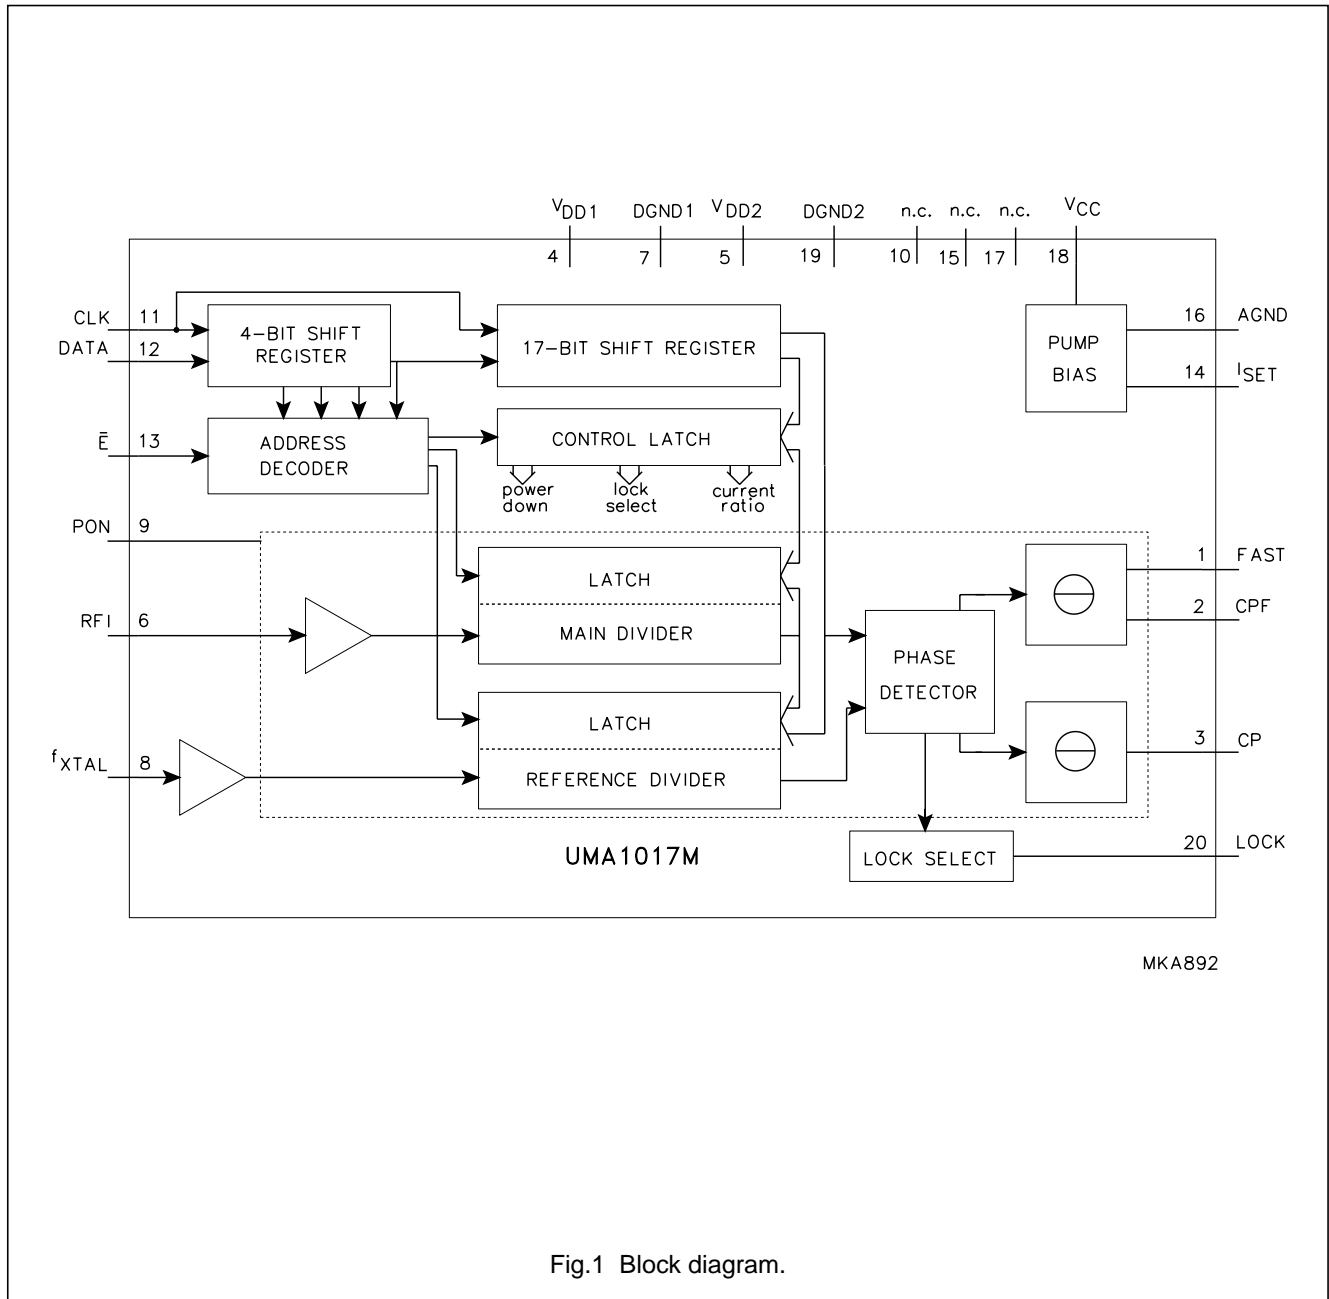 VDD1 DGND1 VDD2 DGND2 n.c. n.c. n.c. VCC
4 7 5 19 10 15 17 18
CLK 11
DATA 12
4-BIT SHIFT
REGISTER
17-BIT SHIFT REGISTER
PUMP
BIAS
16 AGND
14 ISET
Ē 13
ADDRESS
DECODER
CONTROL LATCH
power
down
lock
select
current
ratio
PON 9
LATCH
MAIN DIVIDER
1 FAST
2 CPF
RFI 6
PHASE
DETECTOR
LATCH
REFERENCE DIVIDER
fXTAL 8
3 CP
UMA1017M
LOCK SELECT
20 LOCK
MKA892
Fig.1 Block diagram.